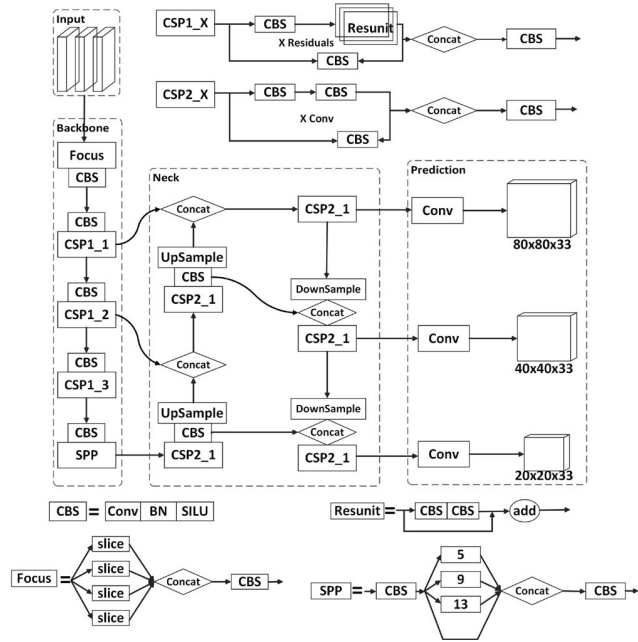 Input
CSP1_X
CBS
Resunit
X Residuals
CBS
Concat
CBS
CSP2_X
CBS
CBS
X Conv
CBS
Concat
CBS
Backbone
Focus
CBS
CBS
CSP1_1
CBS
CSP1_2
CBS
CSP1_3
CBS
SPP
Neck
Concat
UpSample
CBS
CSP2_1
Concat
UpSample
CBS
CSP2_1
CSP2_1
DownSample
Concat
CSP2_1
DownSample
Concat
CSP2_1
Prediction
Conv
80x80x33
Conv
40x40x33
Conv
20x20x33
CBS = Conv BN SILU
Resunit = CBS CBS add
Focus =
slice
slice
slice
slice
Concat
CBS
SPP =
CBS
5
9
13
Concat
CBS